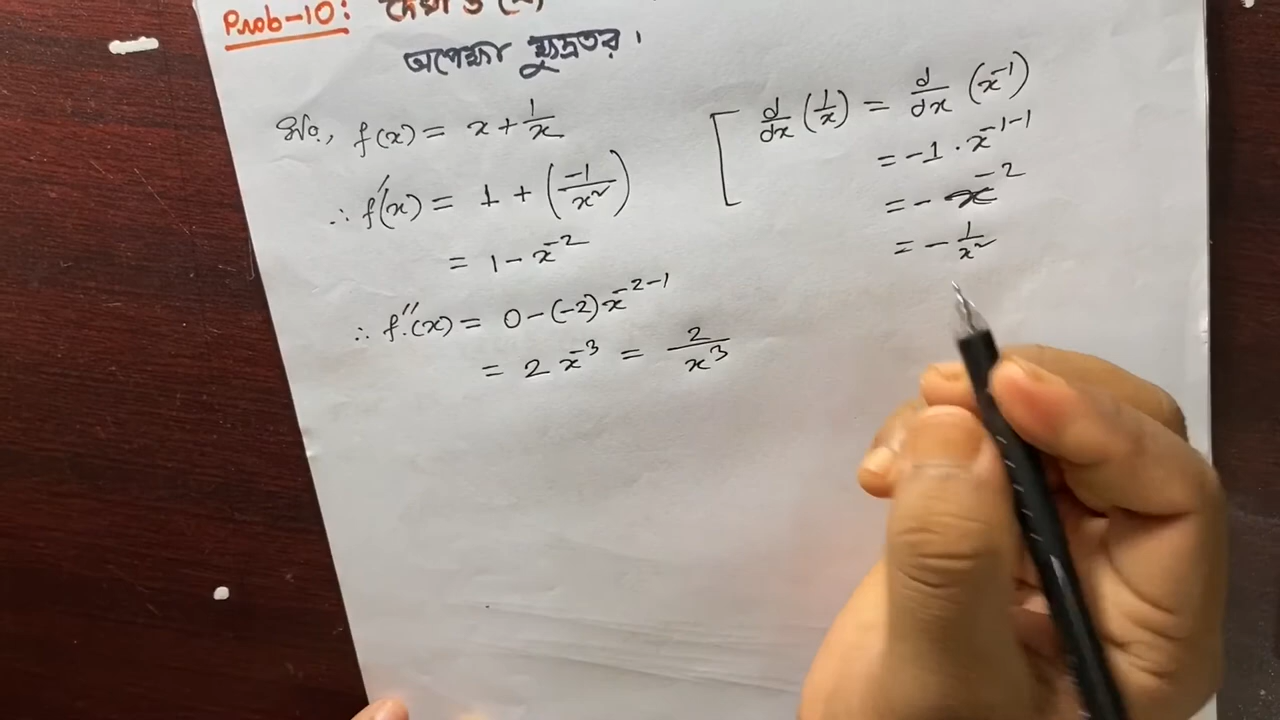 Prob-10:
অপেক্ষা ক্ষুদ্রতর।
ধরি, f(x) = x + 1/x
∴ f′(x) = 1 + (-1/x²)
= 1 - x⁻²
∴ f″(x) = 0 - (-2)x⁻²⁻¹
= 2x⁻³ = 2/x³
[ d/dx (1/x) = d/dx (x⁻¹)
= -1 · x⁻¹⁻¹
= - x⁻²
= - 1/x²